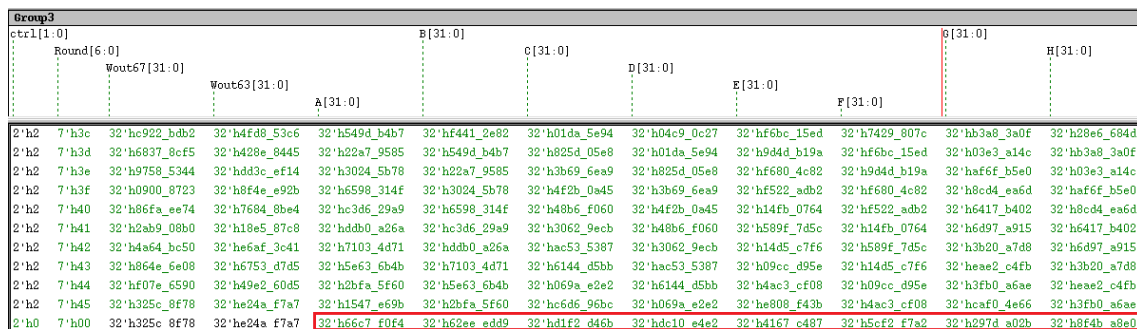 Group3
ctrl[1:0] B[31:0] G[31:0]
Round[6:0] C[31:0] H[31:0]
Wout67[31:0] D[31:0]
Wout63[31:0] E[31:0]
A[31:0] F[31:0]
2'h2 7'h3c 32'hc922_bdb2 32'h4fd8_53c6 32'h549d_b4b7 32'hf441_2e82 32'h01da_5e94 32'h04c9_0c27 32'hf6bc_15ed 32'h7429_807c 32'hb3a8_3a0f 32'h28e6_684d
2'h2 7'h3d 32'h6837_8cf5 32'h428e_8445 32'h22a7_9585 32'h549d_b4b7 32'h825d_05e8 32'h01da_5e94 32'h9d4d_b19a 32'hf6bc_15ed 32'h03e3_a14c 32'hb3a8_3a0f
2'h2 7'h3e 32'h9758_5344 32'hdd3c_ef14 32'h3024_5b78 32'h22a7_9585 32'h3b69_6ea9 32'h825d_05e8 32'hf680_4c82 32'h9d4d_b19a 32'haf6f_b5e0 32'h03e3_a14c
2'h2 7'h3f 32'h0900_8723 32'h8f4e_e92b 32'h6598_314f 32'h3024_5b78 32'h4f2b_0a45 32'h3b69_6ea9 32'hf522_adb2 32'hf680_4c82 32'h8cd4_ea6d 32'haf6f_b5e0
2'h2 7'h40 32'h86fa_ee74 32'h7684_8be4 32'hc3d6_29a9 32'h6598_314f 32'h48b6_f060 32'h4f2b_0a45 32'h14fb_0764 32'hf522_adb2 32'h6417_b402 32'h8cd4_ea6d
2'h2 7'h41 32'h2ab9_08b0 32'h18e5_87c8 32'hddb0_a26a 32'hc3d6_29a9 32'h3062_9ecb 32'h48b6_f060 32'h589f_7d5c 32'h14fb_0764 32'h6d97_a915 32'h6417_b402
2'h2 7'h42 32'h4a64_bc50 32'he6af_3c41 32'h7103_4d71 32'hddb0_a26a 32'hac53_5387 32'h3062_9ecb 32'h14d5_c7f6 32'h589f_7d5c 32'h3b20_a7d8 32'h6d97_a915
2'h2 7'h43 32'h864e_6e08 32'h6753_d7d5 32'h5e63_6b4b 32'h7103_4d71 32'h6144_d5bb 32'hac53_5387 32'h09cc_d95e 32'h14d5_c7f6 32'heae2_c4fb 32'h3b20_a7d8
2'h2 7'h44 32'hf07e_6590 32'h49e2_60d5 32'h2bfa_5f60 32'h5e63_6b4b 32'h069a_e2e2 32'h6144_d5bb 32'h4ac3_cf08 32'h09cc_d95e 32'h3fb0_a6ae 32'heae2_c4fb
2'h2 7'h45 32'h325c_8f78 32'he24a_f7a7 32'h1547_e69b 32'h2bfa_5f60 32'hc6d6_96bc 32'h069a_e2e2 32'he808_f43b 32'h4ac3_cf08 32'hcaf0_4e66 32'h3fb0_a6ae
2'h0 7'h00 32'h325c_8f78 32'he24a_f7a7 32'h66c7_f0f4 32'h62ee_edd9 32'hd1f2_d46b 32'hdc10_e4e2 32'h4167_c487 32'h5cf2_f7a2 32'h297d_a02b 32'h8f4b_a8e0